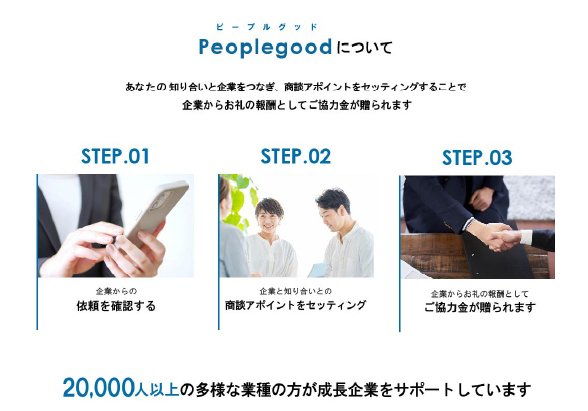 ピープルグッド
Peoplegoodについて
あなたの知り合いと企業をつなぎ、商談アポイントをセッティングすることで
企業からお礼の報酬としてご協力金が贈られます
STEP.01
STEP.02
STEP.03
企業からの
依頼を確認する
企業と知り合いとの
商談アポイントをセッティング
企業からお礼の報酬として
ご協力金が贈られます
20,000人以上の多様な業種の方が成長企業をサポートしています